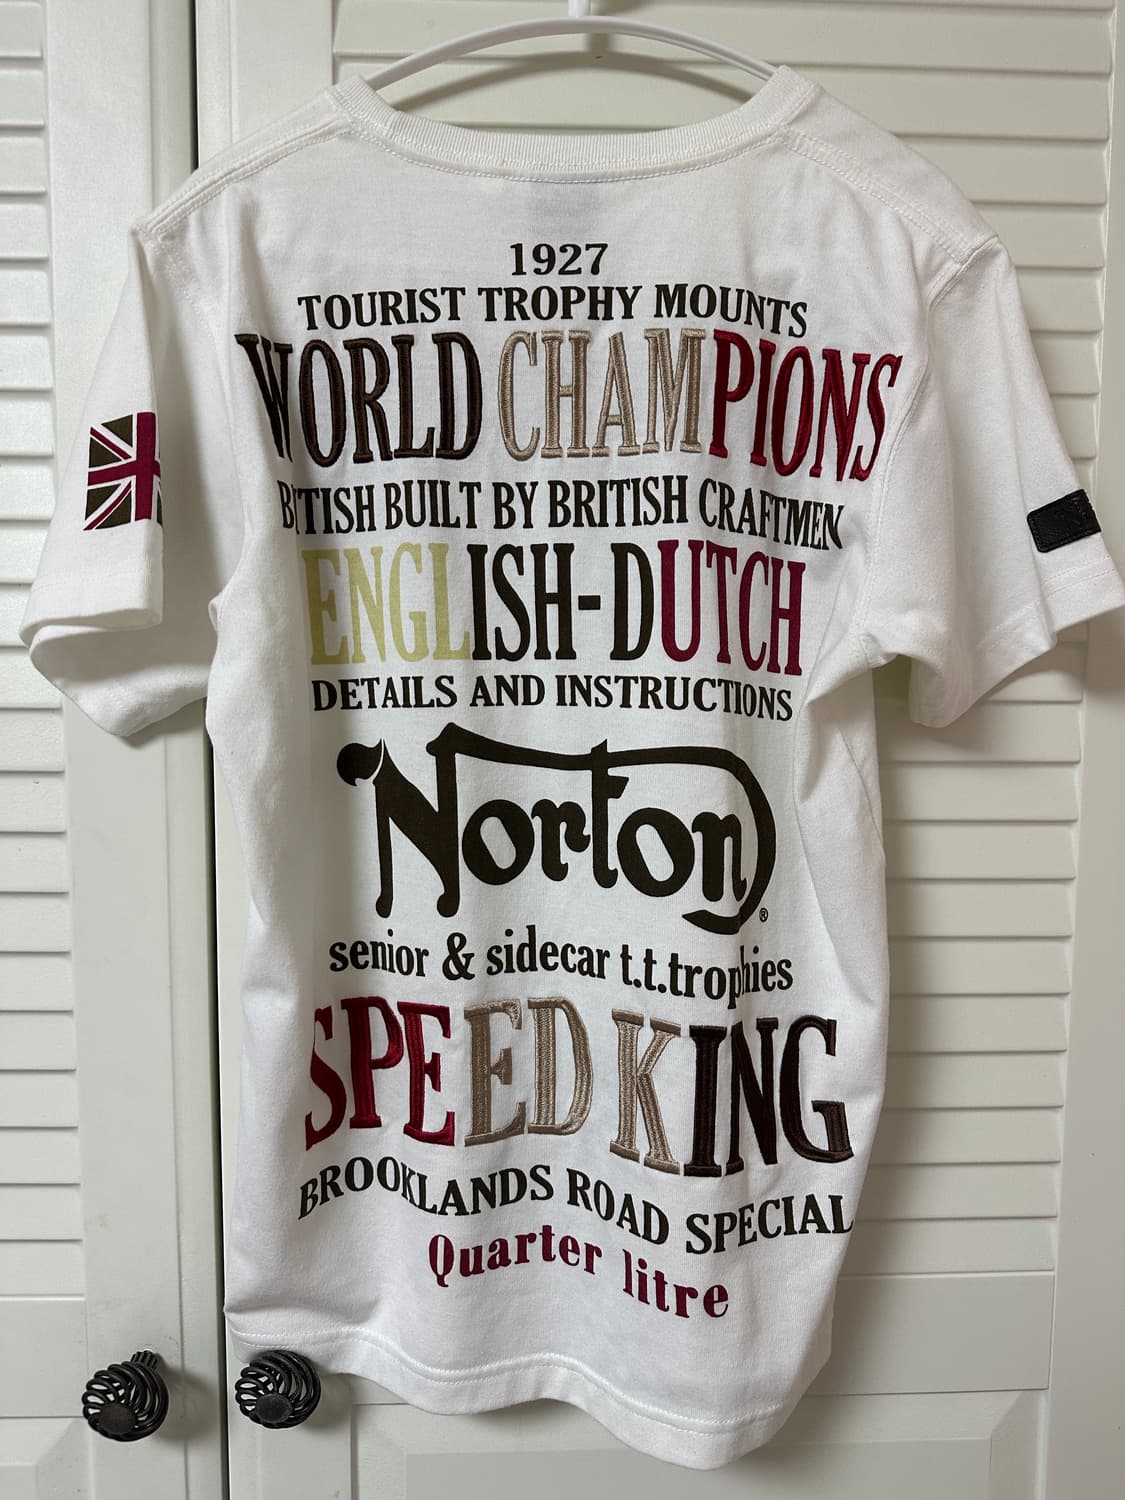 1927
TOURIST TROPHY MOUNTS
WORLD CHAMPIONS
BRITISH BUILT BY BRITISH CRAFTMEN
ENGLISH-DUTCH
DETAILS AND INSTRUCTIONS
Norton®
senior & sidecar t.t.trophies
SPEED KING
BROOKLANDS ROAD SPECIAL
Quarter litre